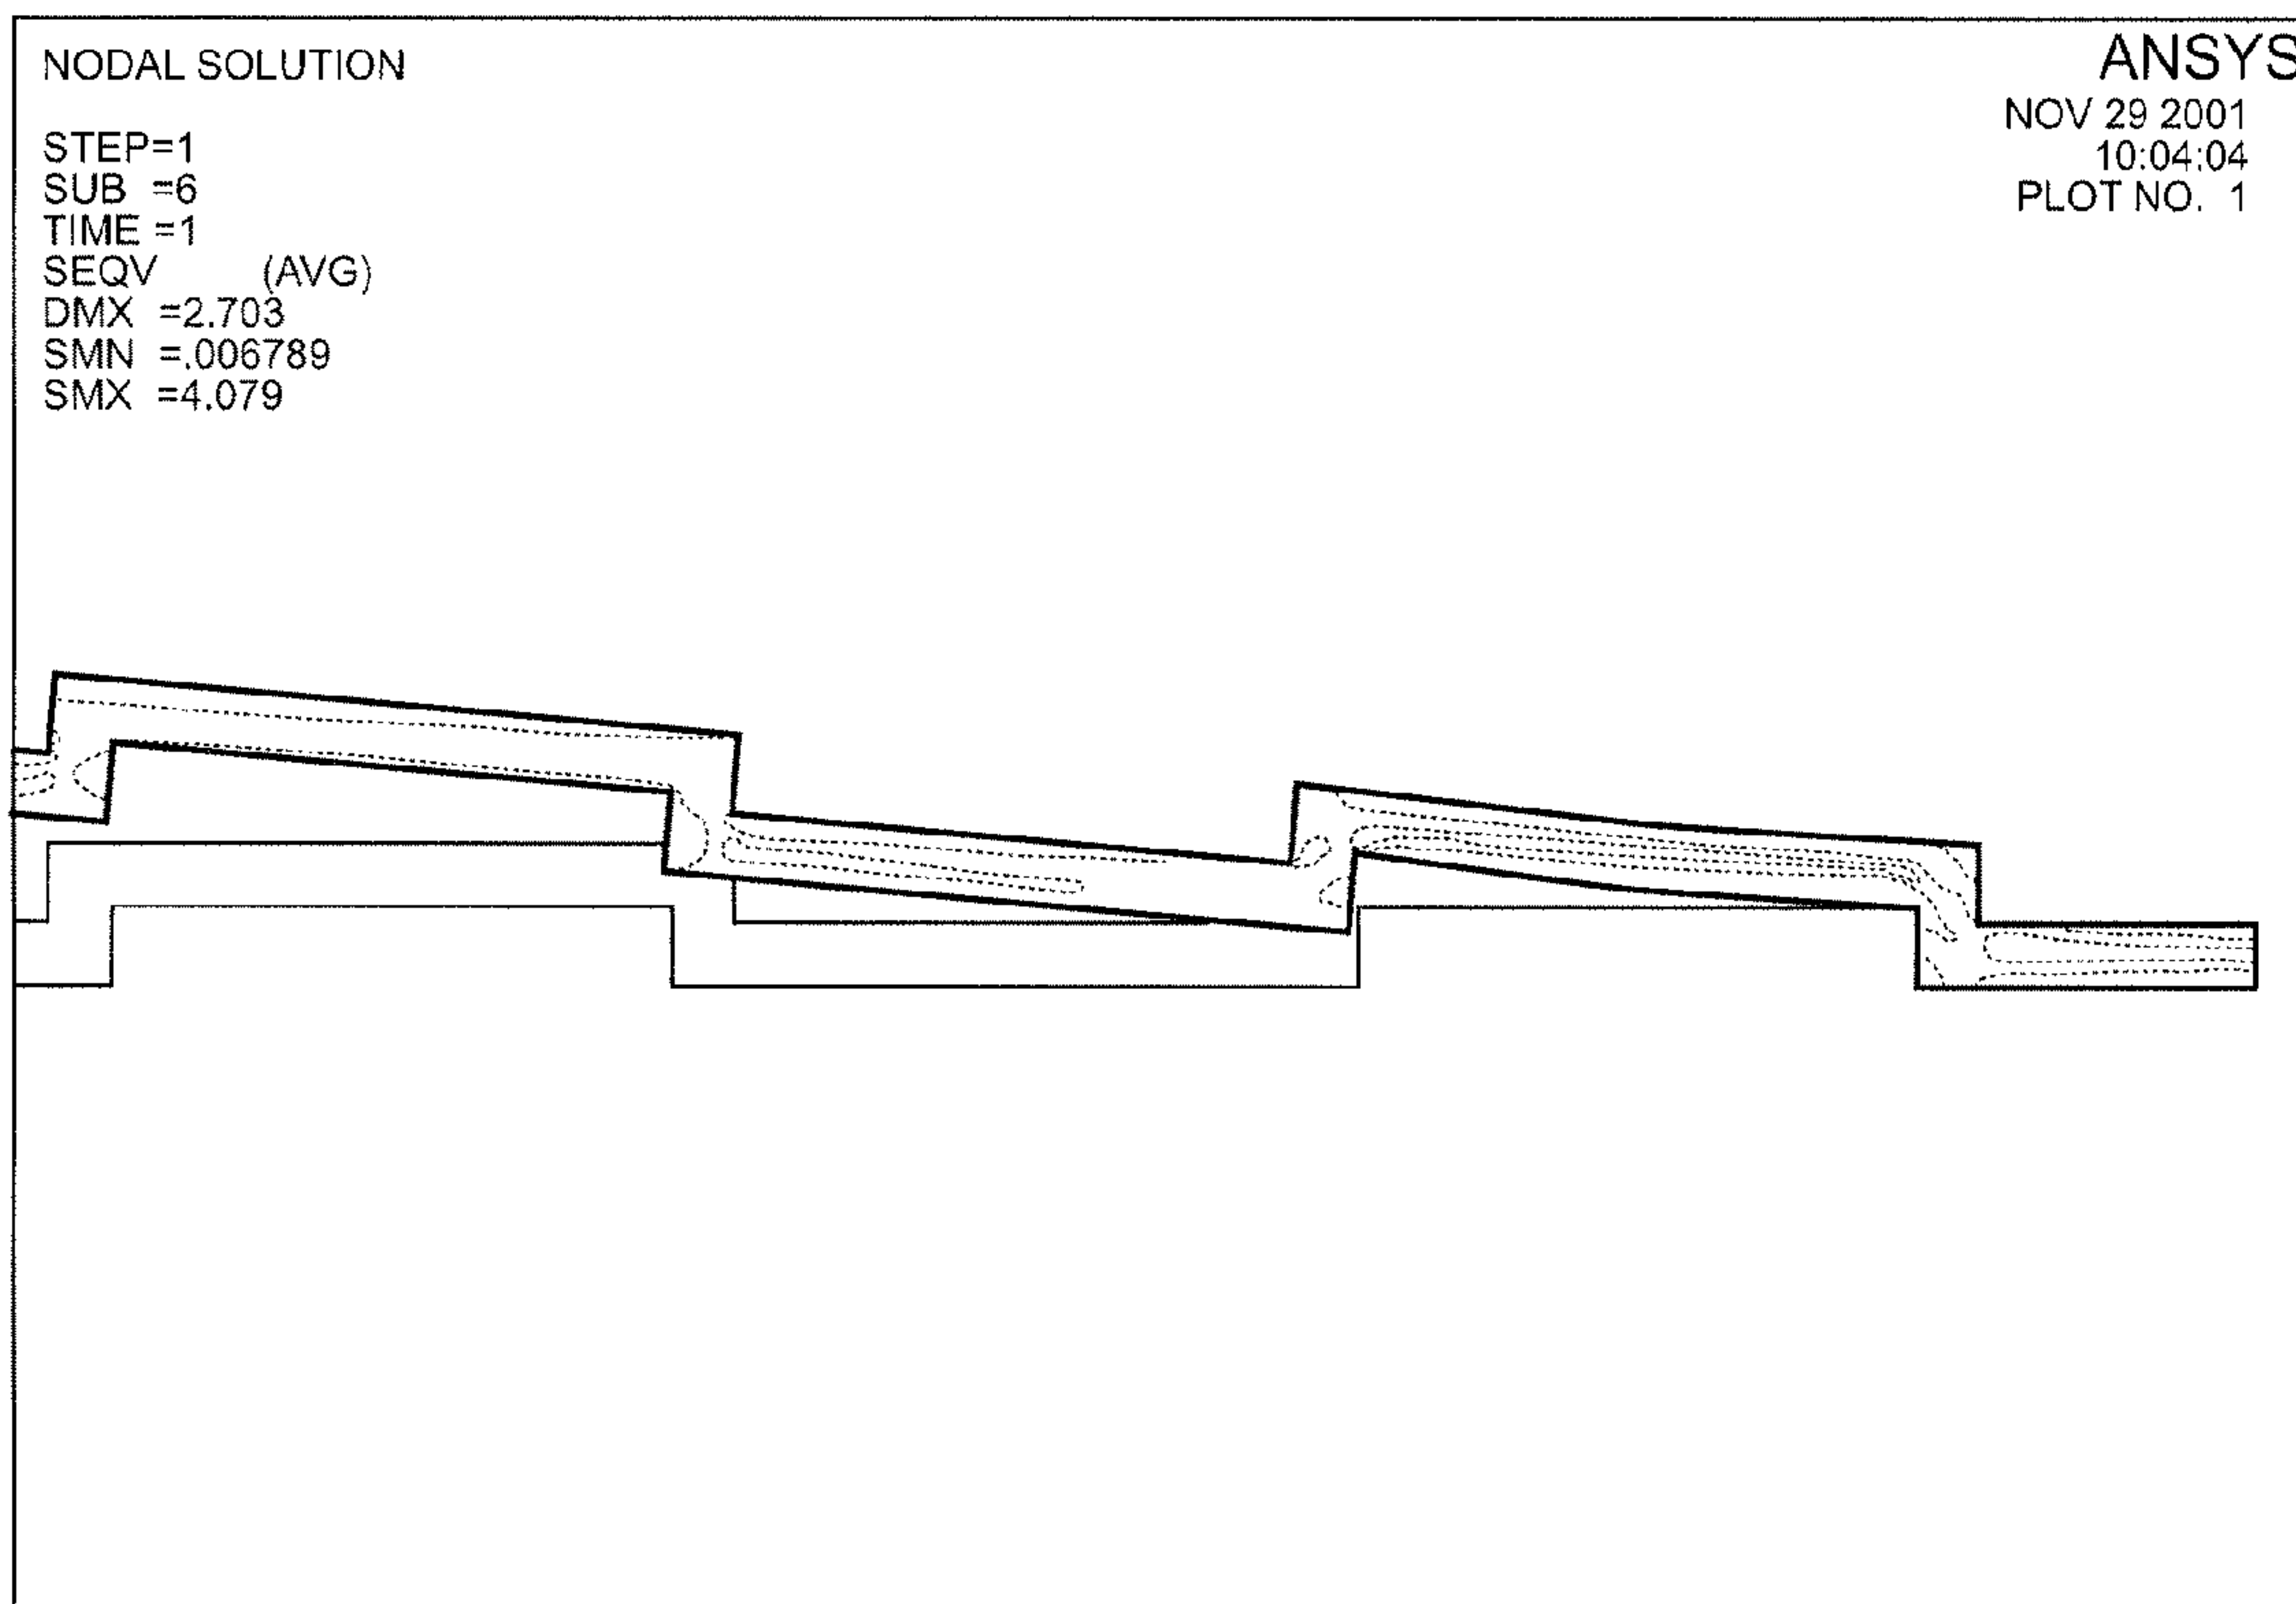 NODAL SOLUTION
STEP=1
SUB =6
TIME =1
SEQV (AVG)
DMX =2.703
SMN =.006789
SMX =4.079
ANSYS
NOV 29 2001
10:04:04
PLOT NO. 1